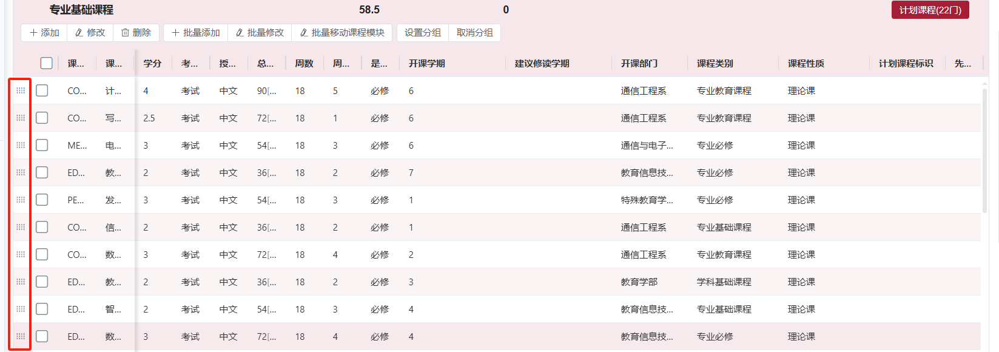 专业基础课程 58.5 0 计划课程(22门)
添加 修改 删除 批量添加 批量修改 批量移动课程模块 设置分组 取消分组
课... 课... 学分 考... 授... 总... 周数 周... 是... 开课学期 建议修读学期 开课部门 课程类别 课程性质 计划课程标识 先...
CO... 计... 4 考试 中文 90[... 18 5 必修 6 通信工程系 专业教育课程 理论课
CO... 写... 2.5 考试 中文 72[... 18 1 必修 6 通信工程系 专业教育课程 理论课
ME... 电... 3 考试 中文 54[... 18 3 必修 6 通信与电子... 专业必修 理论课
ED... 教... 2 考试 中文 36[... 18 2 必修 7 教育信息技... 专业必修 理论课
PE... 发... 3 考试 中文 54[... 18 3 必修 1 特殊教育学... 专业必修 理论课
CO... 信... 2 考试 中文 36[... 18 2 必修 1 通信工程系 专业基础课程 理论课
CO... 数... 3 考试 中文 72[... 18 4 必修 2 通信工程系 专业教育课程 理论课
ED... 教... 2 考试 中文 36[... 18 2 必修 3 教育学部 学科基础课程 理论课
ED... 智... 2 考试 中文 54[... 18 3 必修 4 教育信息技... 专业基础课程 理论课
ED... 数... 3 考试 中文 72[... 18 4 必修 4 教育信息技... 专业必修 理论课